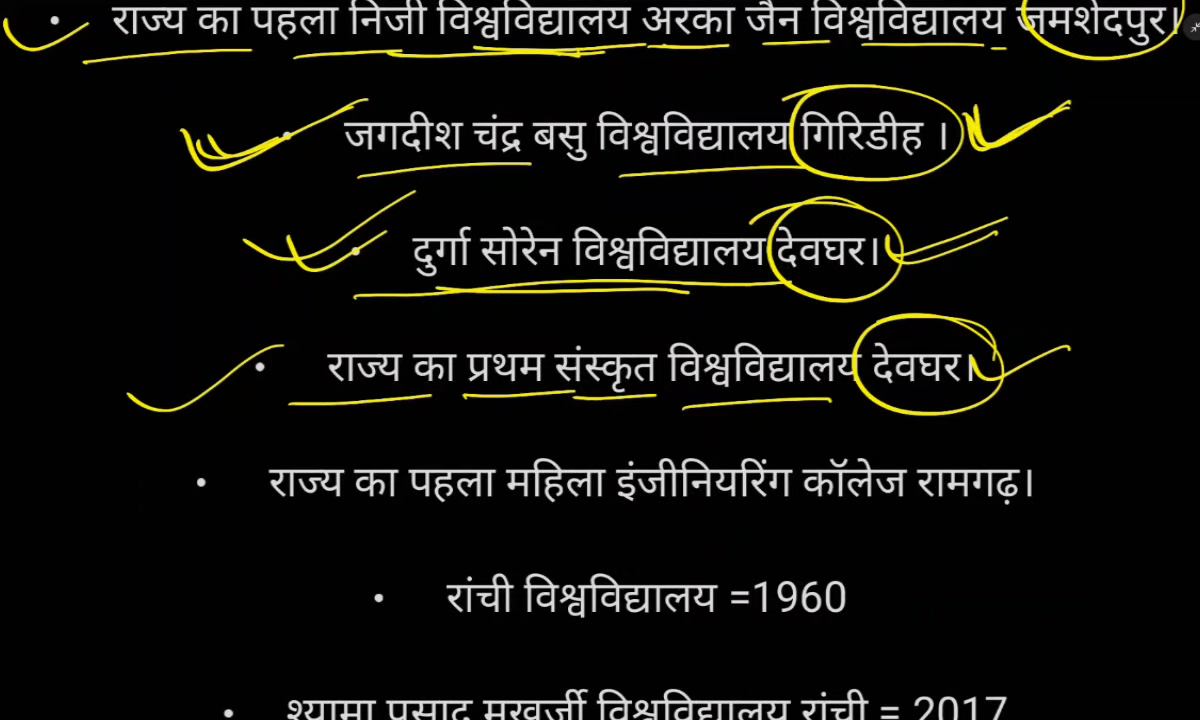 • राज्य का पहला निजी विश्वविद्यालय अरका जैन विश्वविद्यालय जमशेदपुर।
• जगदीश चंद्र बसु विश्वविद्यालय गिरिडीह ।
• दुर्गा सोरेन विश्वविद्यालय देवघर।
• राज्य का प्रथम संस्कृत विश्वविद्यालय देवघर।
• राज्य का पहला महिला इंजीनियरिंग कॉलेज रामगढ़।
• रांची विश्वविद्यालय =1960
• श्यामा प्रसाद मुखर्जी विश्वविद्यालय रांची = 2017